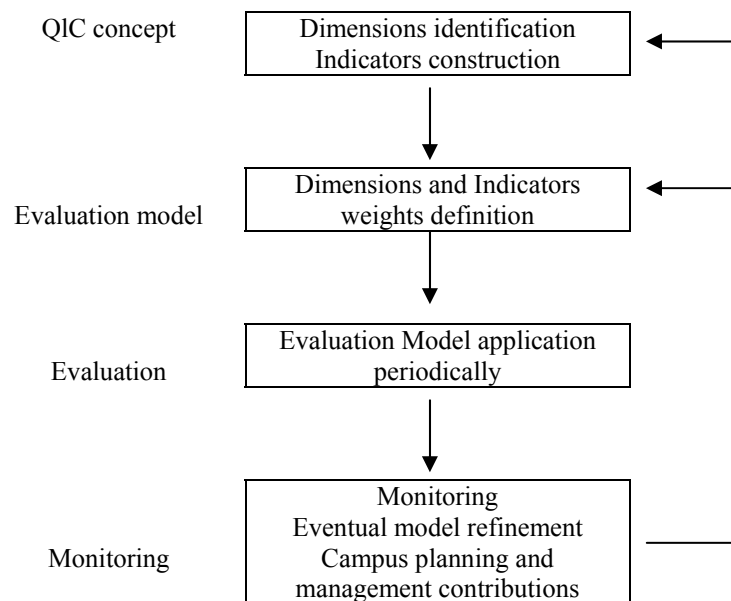 QlC concept
Dimensions identification
Indicators construction
Evaluation model
Dimensions and Indicators
weights definition
Evaluation
Evaluation Model application
periodically
Monitoring
Monitoring
Eventual model refinement
Campus planning and
management contributions